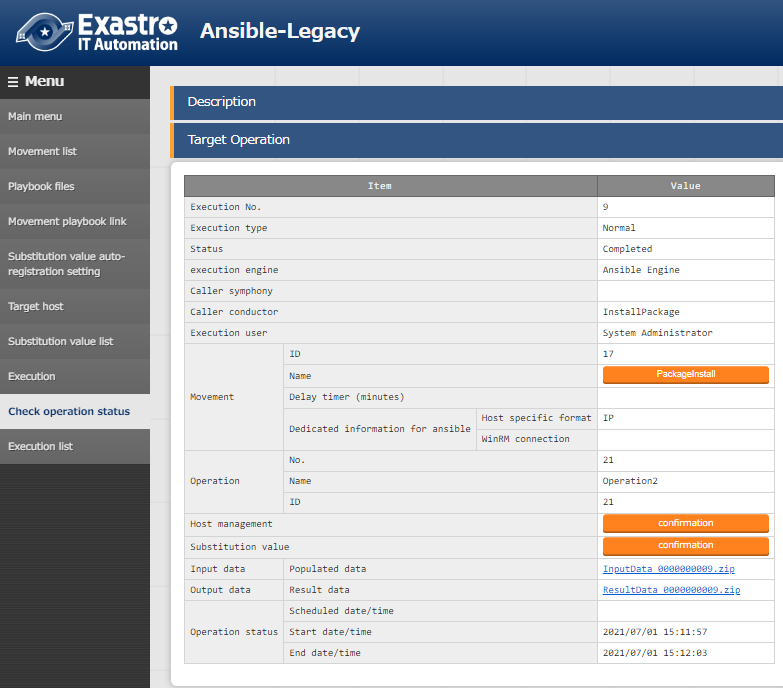 Exastro
IT Automation
Ansible-Legacy
Menu
Main menu
Movement list
Playbook files
Movement playbook link
Substitution value auto-
registration setting
Target host
Substitution value list
Execution
Check operation status
Execution list
Description
Target Operation
Item Value
Execution No. 9
Execution type Normal
Status Completed
execution engine Ansible Engine
Caller symphony
Caller conductor InstallPackage
Execution user System Administrator
Movement
ID 17
Name PackageInstall
Delay timer (minutes)
Dedicated information for ansible
Host specific format IP
WinRM connection
Operation
No. 21
Name Operation2
ID 21
Host management confirmation
Substitution value confirmation
Input data Populated data InputData_0000000009.zip
Output data Result data ResultData_0000000009.zip
Operation status
Scheduled date/time
Start date/time 2021/07/01 15:11:57
End date/time 2021/07/01 15:12:03